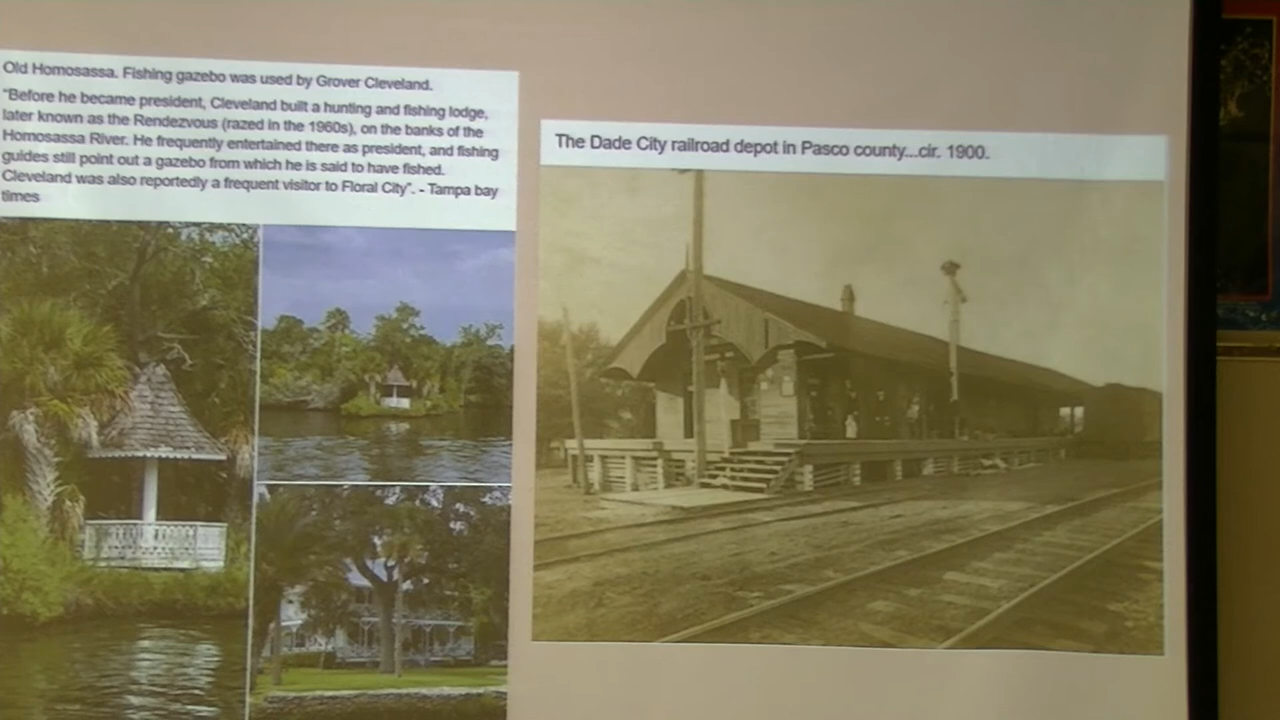 Old Homosassa. Fishing gazebo was used by Grover Cleveland.
"Before he became president, Cleveland built a hunting and fishing lodge,
later known as the Rendezvous (razed in the 1960s), on the banks of the
Homosassa River. He frequently entertained there as president, and fishing
guides still point out a gazebo from which he is said to have fished.
Cleveland was also reportedly a frequent visitor to Floral City". - Tampa bay
times
The Dade City railroad depot in Pasco county...cir. 1900.